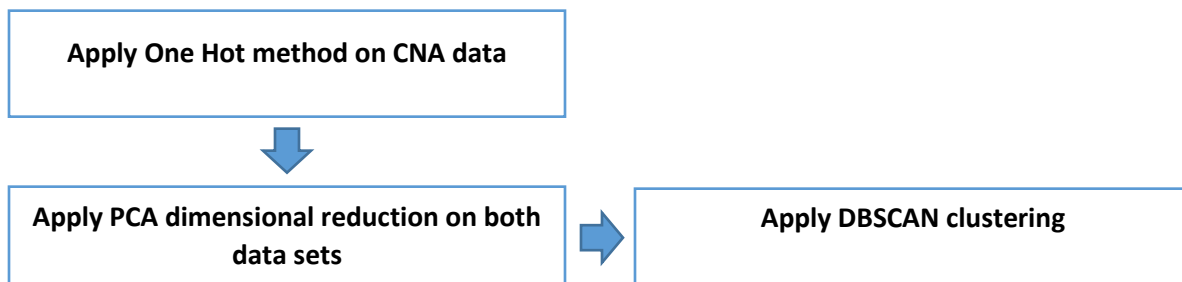 Apply One Hot method on CNA data
Apply PCA dimensional reduction on both
data sets
Apply DBSCAN clustering